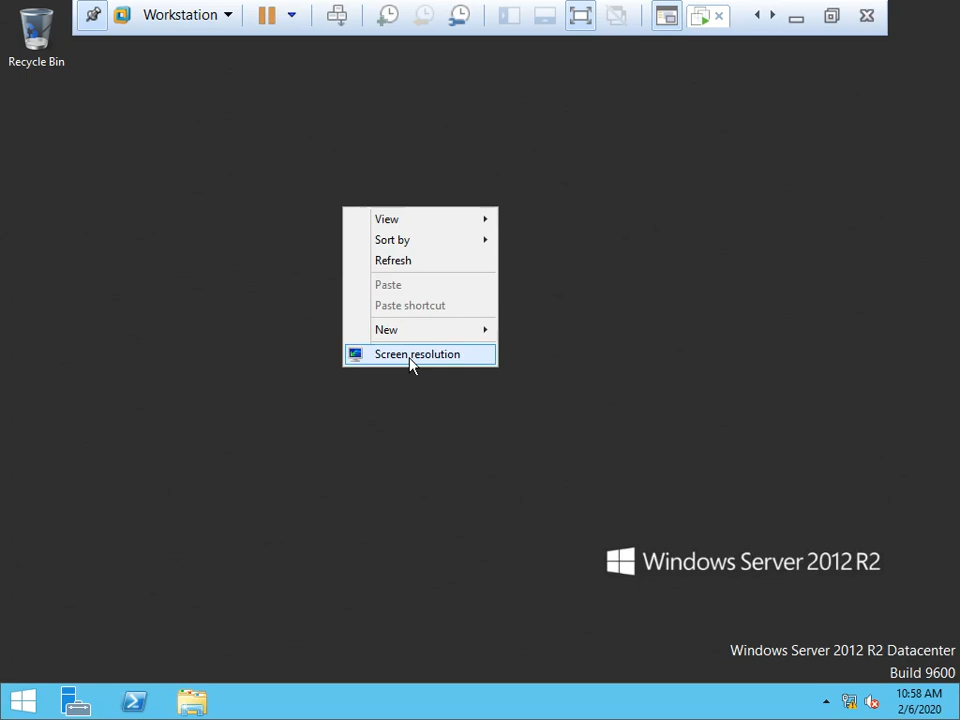 Workstation
Recycle Bin
View
Sort by
Refresh
Paste
Paste shortcut
New
Screen resolution
Windows Server 2012 R2
Windows Server 2012 R2 Datacenter
Build 9600
10:58 AM
2/6/2020